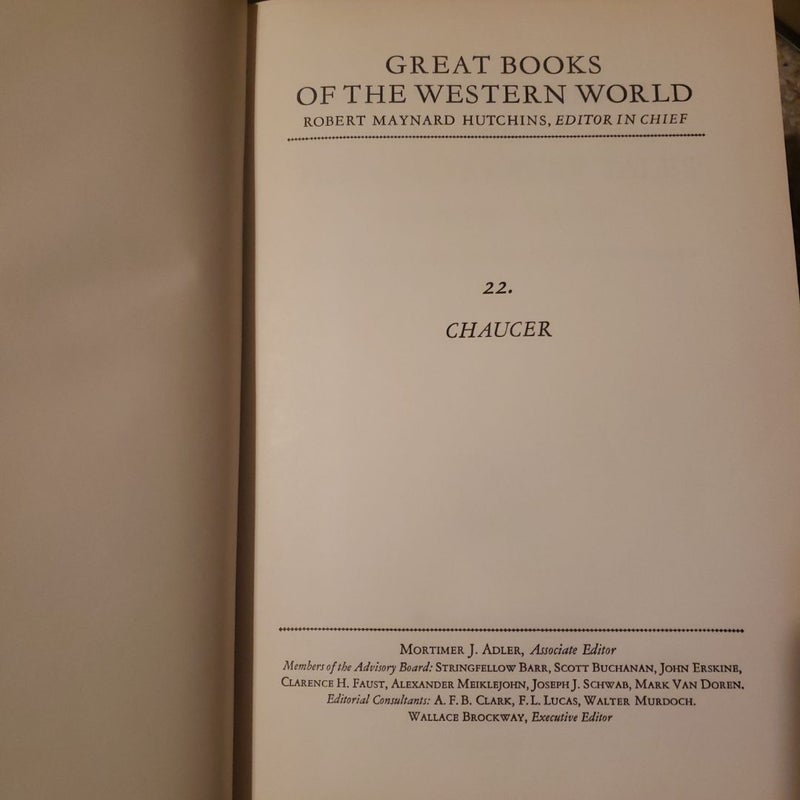 GREAT BOOKS
OF THE WESTERN WORLD
ROBERT MAYNARD HUTCHINS, EDITOR IN CHIEF
22.
CHAUCER
MORTIMER J. ADLER, Associate Editor
Members of the Advisory Board: STRINGFELLOW BARR, SCOTT BUCHANAN, JOHN ERSKINE,
CLARENCE H. FAUST, ALEXANDER MEIKLEJOHN, JOSEPH J. SCHWAB, MARK VAN DOREN.
Editorial Consultants: A. F. B. CLARK, F. L. LUCAS, WALTER MURDOCH.
WALLACE BROCKWAY, Executive Editor